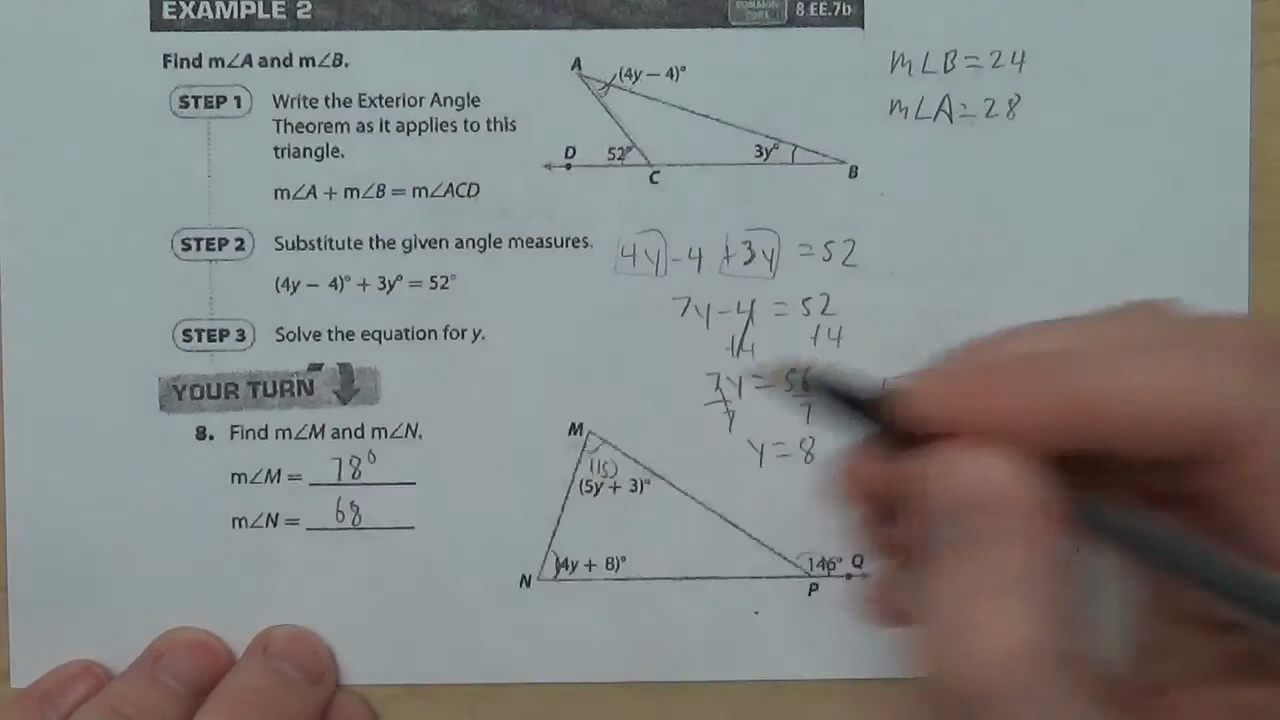 EXAMPLE 2
COMMON CORE 8.EE.7b
Find m∠A and m∠B.
STEP 1 Write the Exterior Angle
Theorem as it applies to this
triangle.
m∠A + m∠B = m∠ACD
A
(4y − 4)°
D
52°
C
3y°
B
m∠B=24
m∠A=28
STEP 2 Substitute the given angle measures.
(4y − 4)° + 3y° = 52°
4y-4 +3y =52
7y-4 =52
+4 +4
STEP 3 Solve the equation for y.
7y=56
7 7
y=8
YOUR TURN
8. Find m∠M and m∠N.
m∠M = 78°
m∠N = 68
M
(15)
(5y + 3)°
N
(4y + 8)°
146°
Q
P